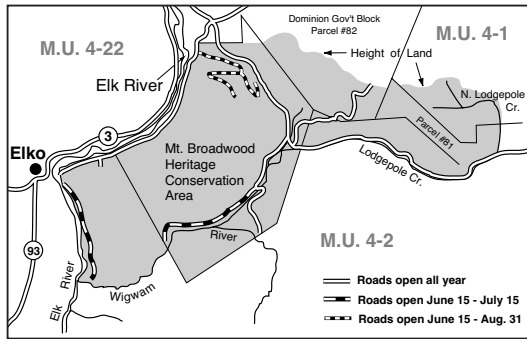 Dominion Gov't Block
Parcel #82
M.U. 4-22
M.U. 4-1
Height of Land
Elk River
N. Lodgepole
Cr.
Parcel #81
3
Elko
Mt. Broadwood
Heritage
Conservation
Area
Lodgepole Cr.
93
River
M.U. 4-2
Elk River
Wigwam
Roads open all year
Roads open June 15 - July 15
Roads open June 15 - Aug. 31